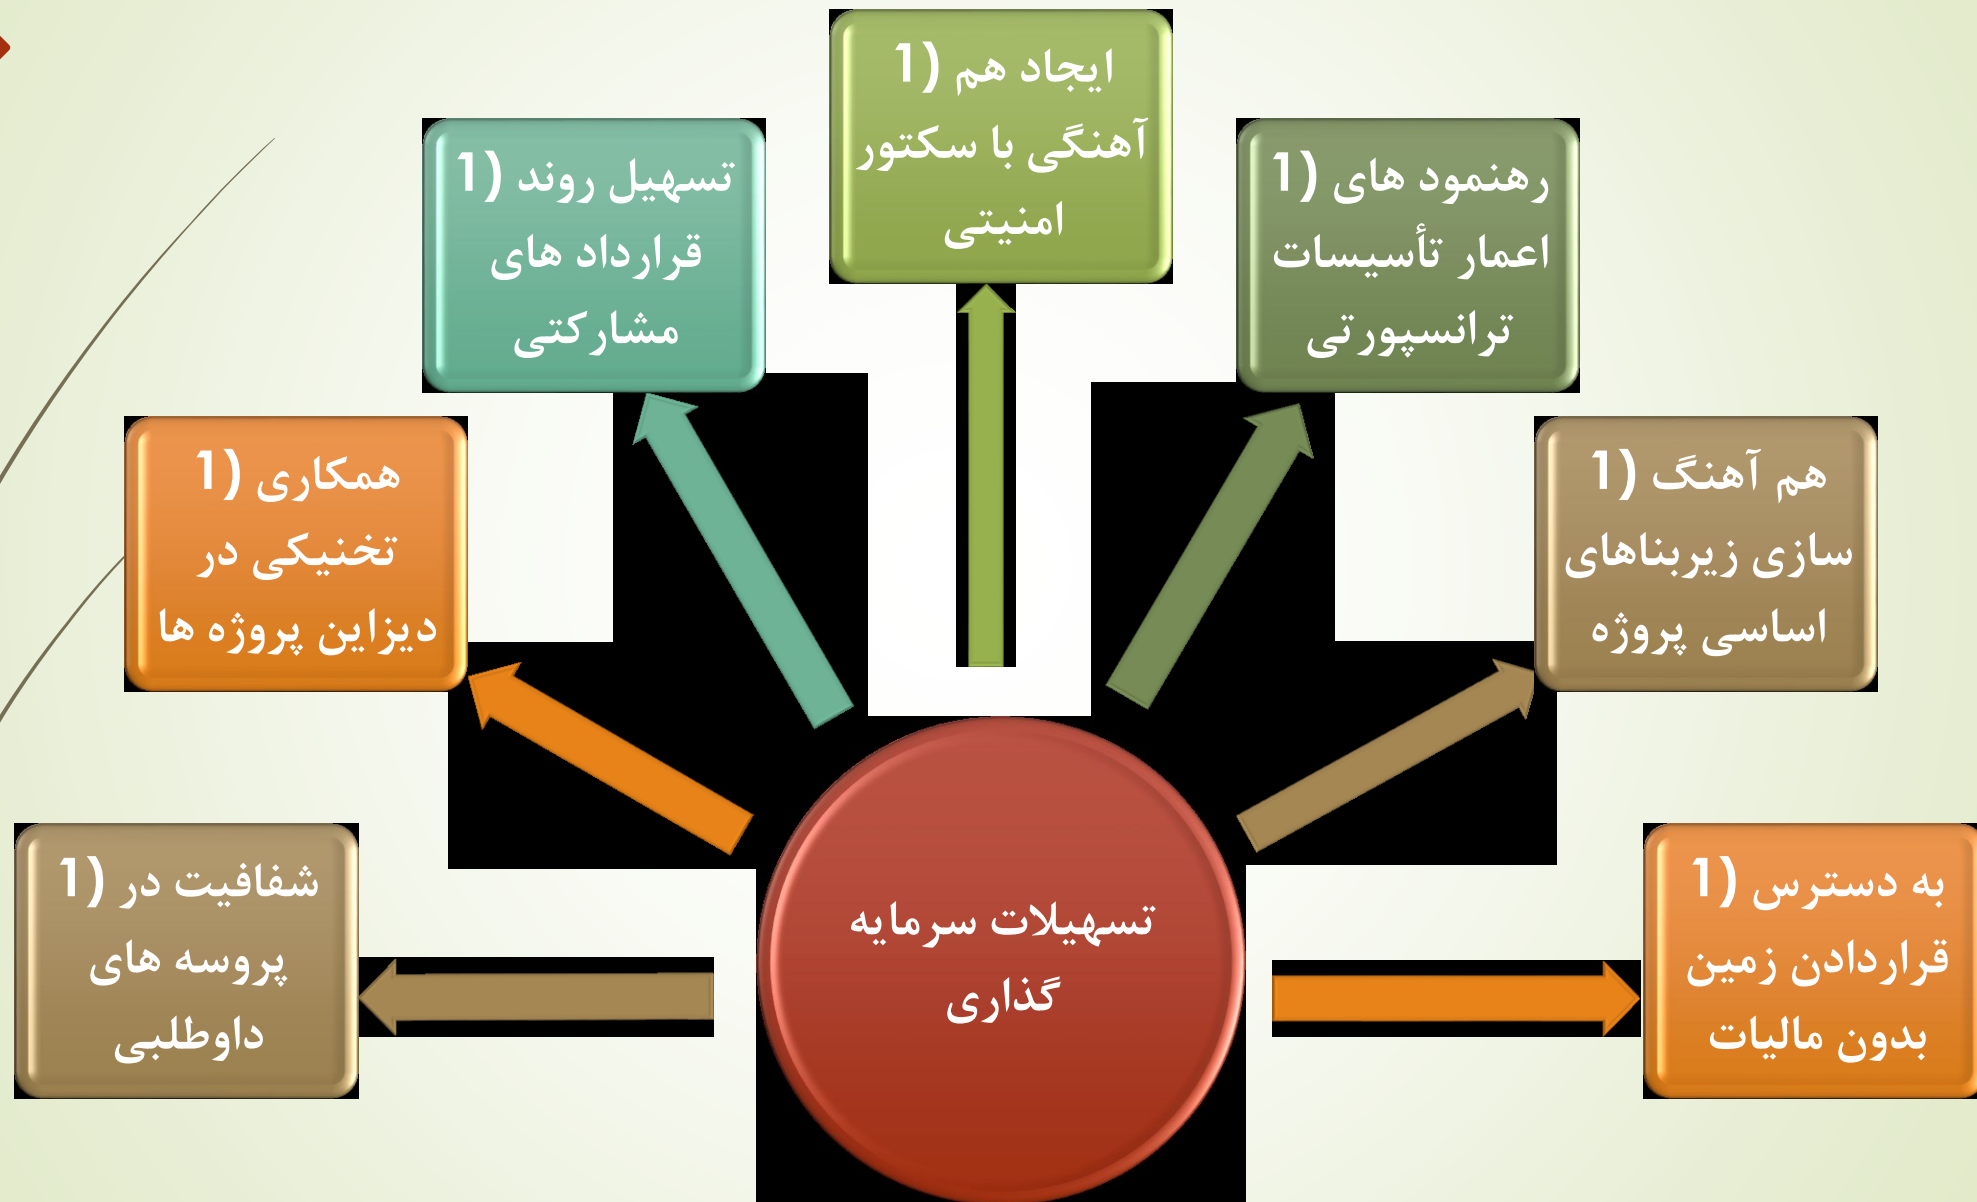 1) ایجاد هم
آهنگی با سکتور
امنیتی
1) رهنمود های
اعمار تأسیسات
ترانسپورتی
1) تسهیل روند
قرارداد های
مشارکتی
1) هم آهنگ
سازی زیربناهای
اساسی پروژه
1) همکاری
تخنیکی در
دیزاین پروژه ها
1) به دسترس
قراردادن زمین
بدون مالیات
1) شفافیت در
پروسه های
داوطلبی
تسهیلات سرمایه
گذاری